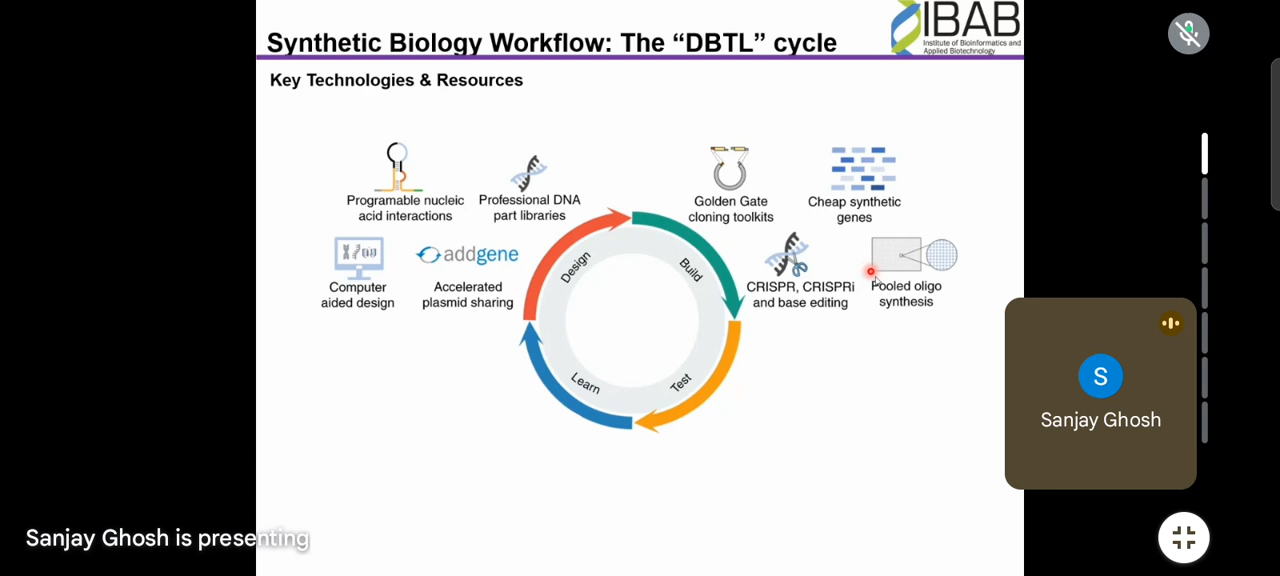 Synthetic Biology Workflow: The “DBTL” cycle
IBAB
Institute of Bioinformatics and
Applied Biotechnology
Key Technologies & Resources
Programable nucleic
acid interactions
Professional DNA
part libraries
Golden Gate
cloning toolkits
Cheap synthetic
genes
Computer
aided design
addgene
Accelerated
plasmid sharing
CRISPR, CRISPRi
and base editing
Pooled oligo
synthesis
Design
Build
Learn
Test
S
Sanjay Ghosh
Sanjay Ghosh is presenting